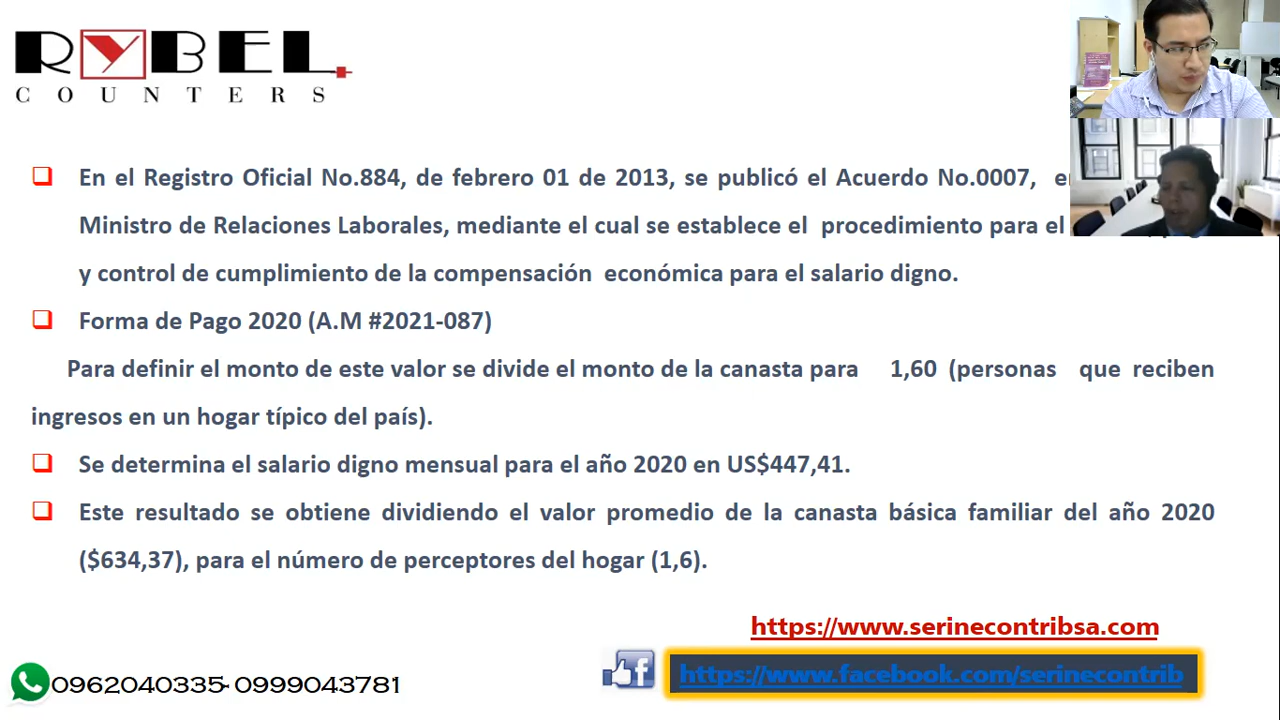 RYBEL
COUNTERS
En el Registro Oficial No.884, de febrero 01 de 2013, se publicó el Acuerdo No.0007,
Ministro de Relaciones Laborales, mediante el cual se establece el procedimiento para el
y control de cumplimiento de la compensación económica para el salario digno.
Forma de Pago 2020 (A.M #2021-087)
Para definir el monto de este valor se divide el monto de la canasta para 1,60 (personas que reciben
ingresos en un hogar típico del país).
Se determina el salario digno mensual para el año 2020 en US$447,41.
Este resultado se obtiene dividiendo el valor promedio de la canasta básica familiar del año 2020
($634,37), para el número de perceptores del hogar (1,6).
https://www.serinecontribsa.com
https://www.facebook.com/serinecontrib
0962040335- 0999043781